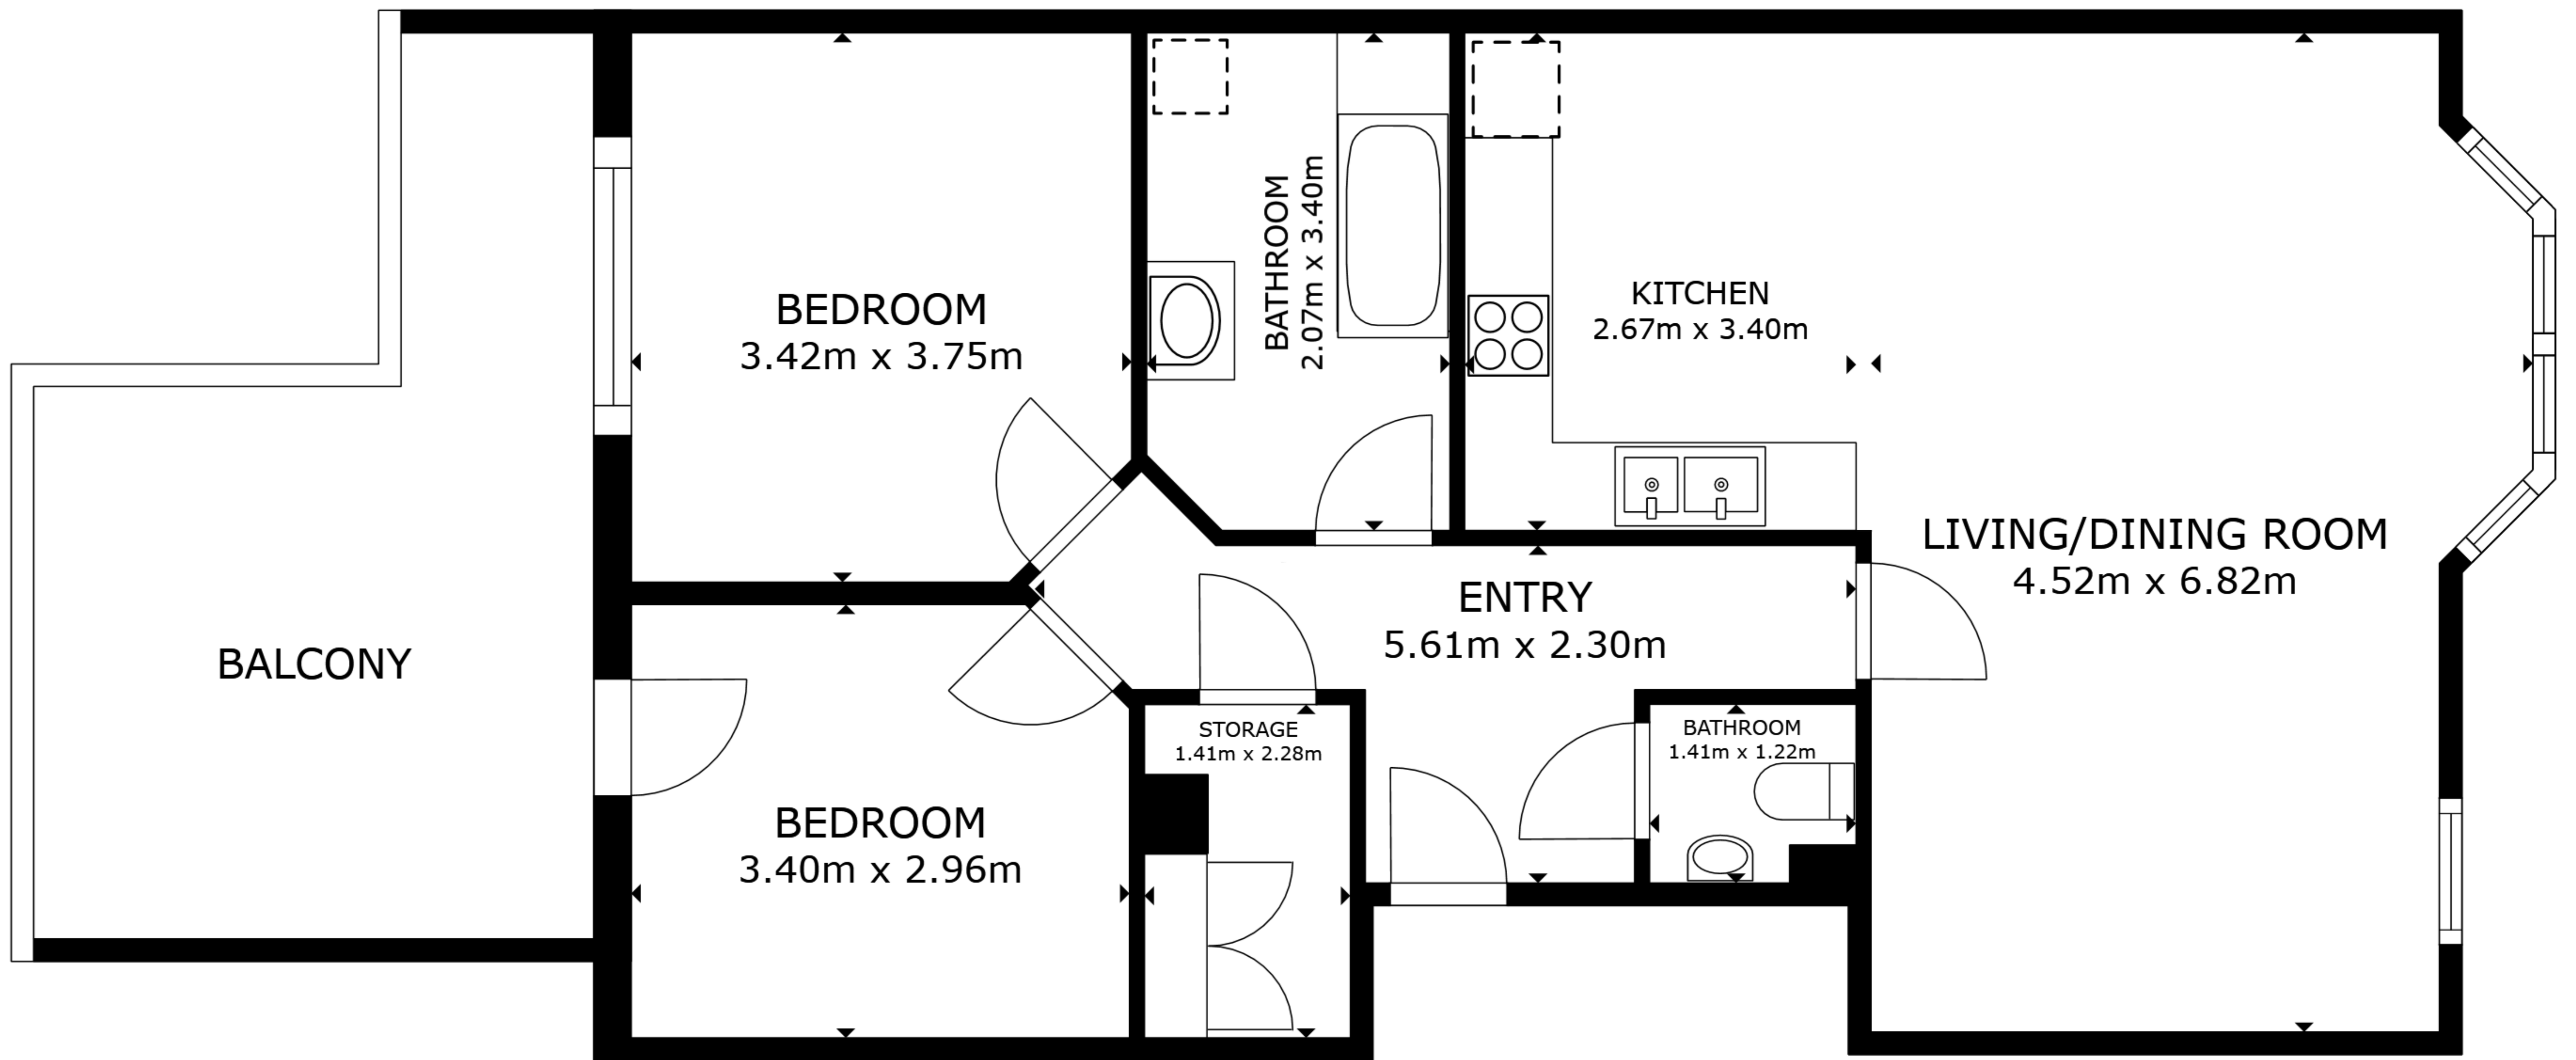 BEDROOM
3.42m x 3.75m
BATHROOM
2.07m x 3.40m
KITCHEN
2.67m x 3.40m
LIVING/DINING ROOM
4.52m x 6.82m
ENTRY
5.61m x 2.30m
BALCONY
STORAGE
1.41m x 2.28m
BATHROOM
1.41m x 1.22m
BEDROOM
3.40m x 2.96m